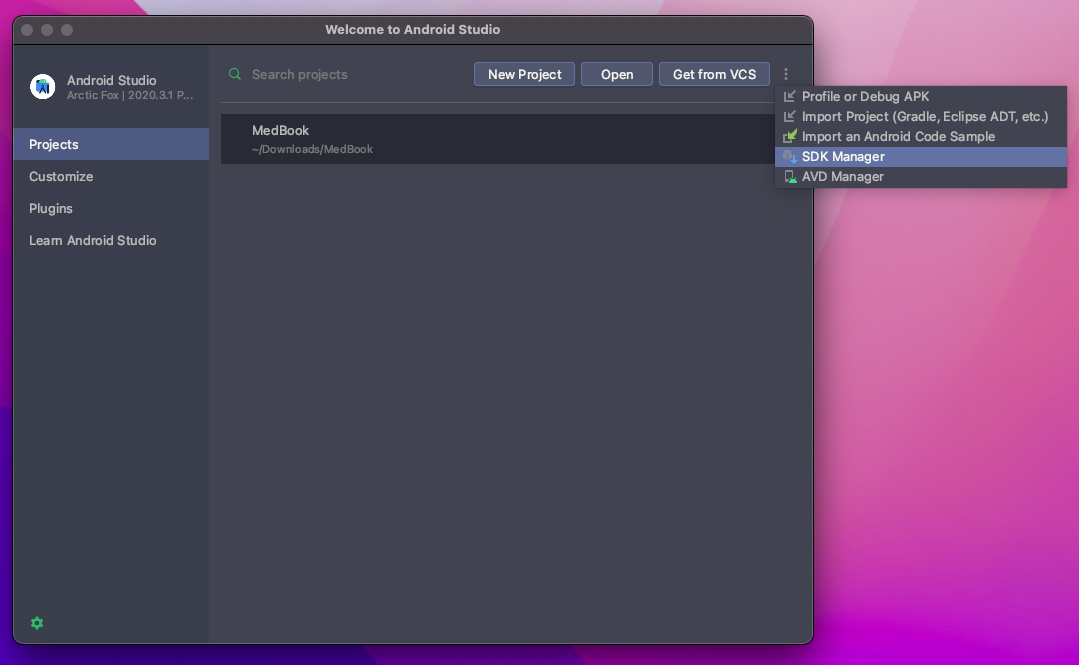 Welcome to Android Studio
Android Studio
Arctic Fox | 2020.3.1 P...
Projects
Customize
Plugins
Learn Android Studio
Search projects
New Project
Open
Get from VCS
MedBook
~/Downloads/MedBook
Profile or Debug APK
Import Project (Gradle, Eclipse ADT, etc.)
Import an Android Code Sample
SDK Manager
AVD Manager